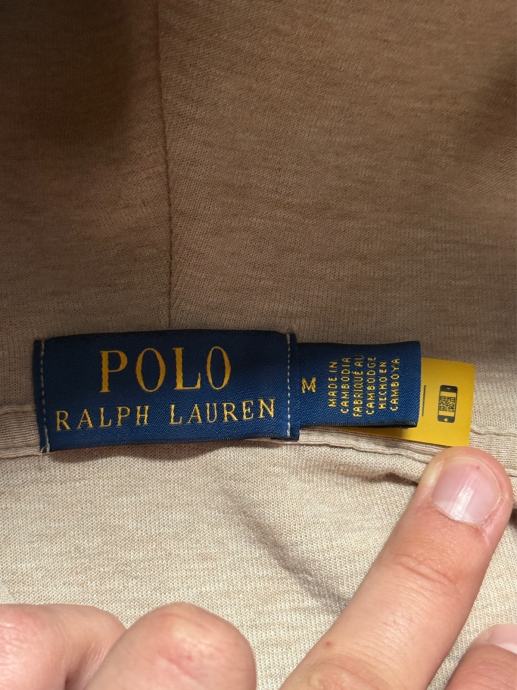 POLO
RALPH LAUREN
M
MADE IN
CAMBODIA
FABRIQUÉ AU
CAMBODGE
HECHO EN
CAMBOYA